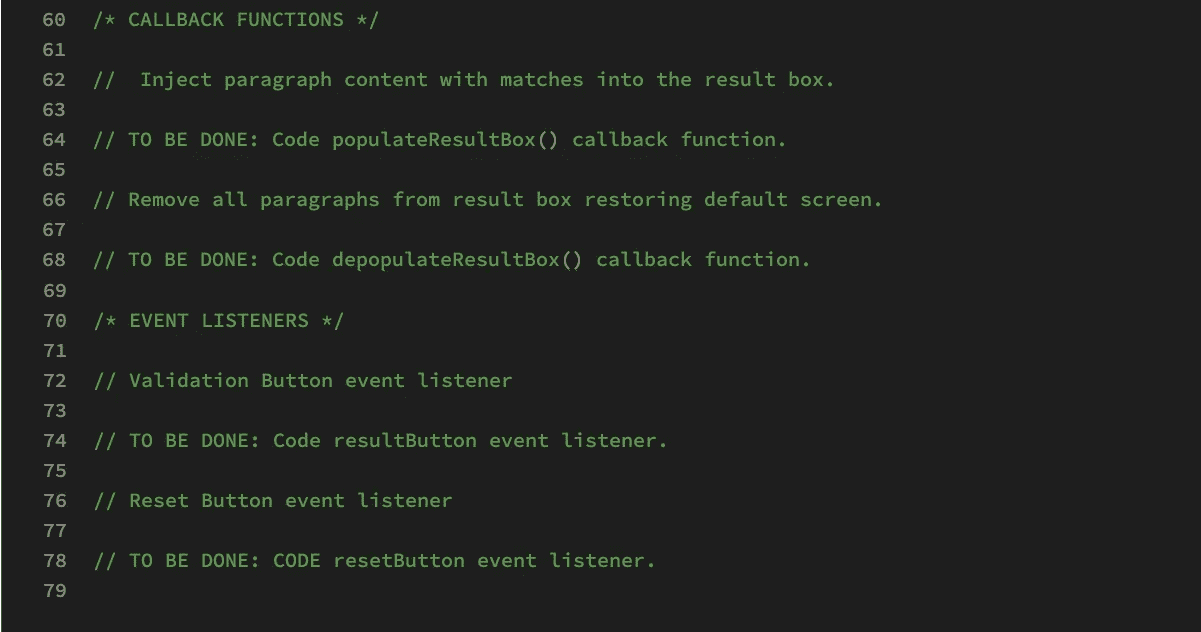 60 /* CALLBACK FUNCTIONS */
61
62 //  Inject paragraph content with matches into the result box.
63
64 // TO BE DONE: Code populateResultBox() callback function.
65
66 // Remove all paragraphs from result box restoring default screen.
67
68 // TO BE DONE: Code depopulateResultBox() callback function.
69
70 /* EVENT LISTENERS */
71
72 // Validation Button event listener
73
74 // TO BE DONE: Code resultButton event listener.
75
76 // Reset Button event listener
77
78 // TO BE DONE: CODE resetButton event listener.
79